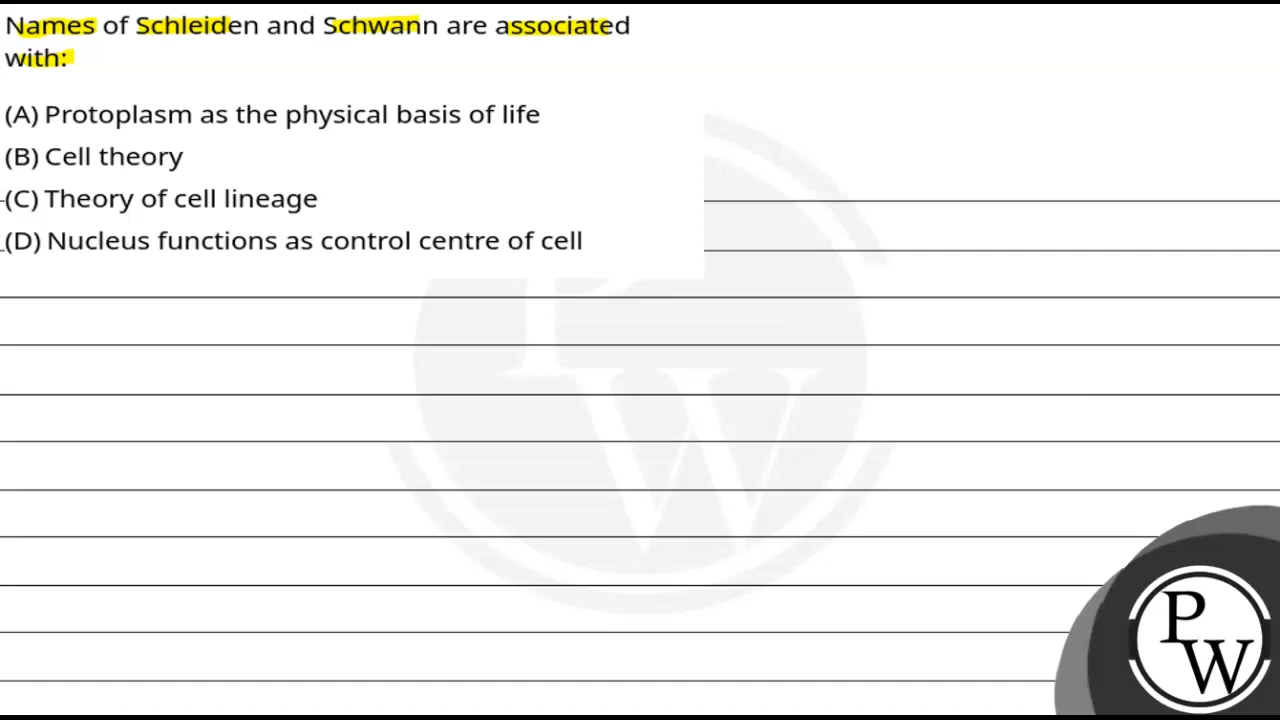 Names of Schleiden and Schwann are associated
with:
(A) Protoplasm as the physical basis of life
(B) Cell theory
(C) Theory of cell lineage
(D) Nucleus functions as control centre of cell
W
P
W